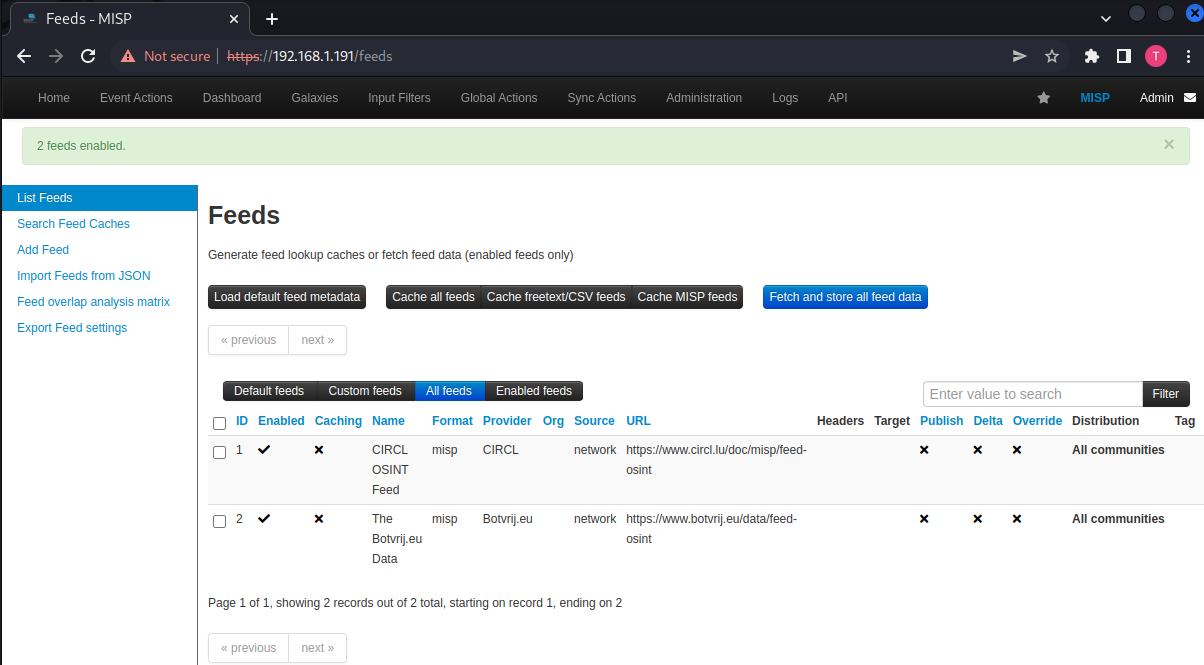 Feeds - MISP
Not secure https://192.168.1.191/feeds T
Home Event Actions Dashboard Galaxies Input Filters Global Actions Sync Actions Administration Logs API MISP Admin
2 feeds enabled.
List Feeds
Search Feed Caches
Add Feed
Import Feeds from JSON
Feed overlap analysis matrix
Export Feed settings
Feeds
Generate feed lookup caches or fetch feed data (enabled feeds only)
Load default feed metadata Cache all feeds Cache freetext/CSV feeds Cache MISP feeds Fetch and store all feed data
« previous next »
Default feeds Custom feeds All feeds Enabled feeds Enter value to search Filter
ID Enabled Caching Name Format Provider Org Source URL Headers Target Publish Delta Override Distribution Tag
1 CIRCL misp CIRCL network https://www.circl.lu/doc/misp/feed- All communities
OSINT osint
Feed
2 The misp Botvrij.eu network https://www.botvrij.eu/data/feed- All communities
Botvrij.eu osint
Data
Page 1 of 1, showing 2 records out of 2 total, starting on record 1, ending on 2
« previous next »